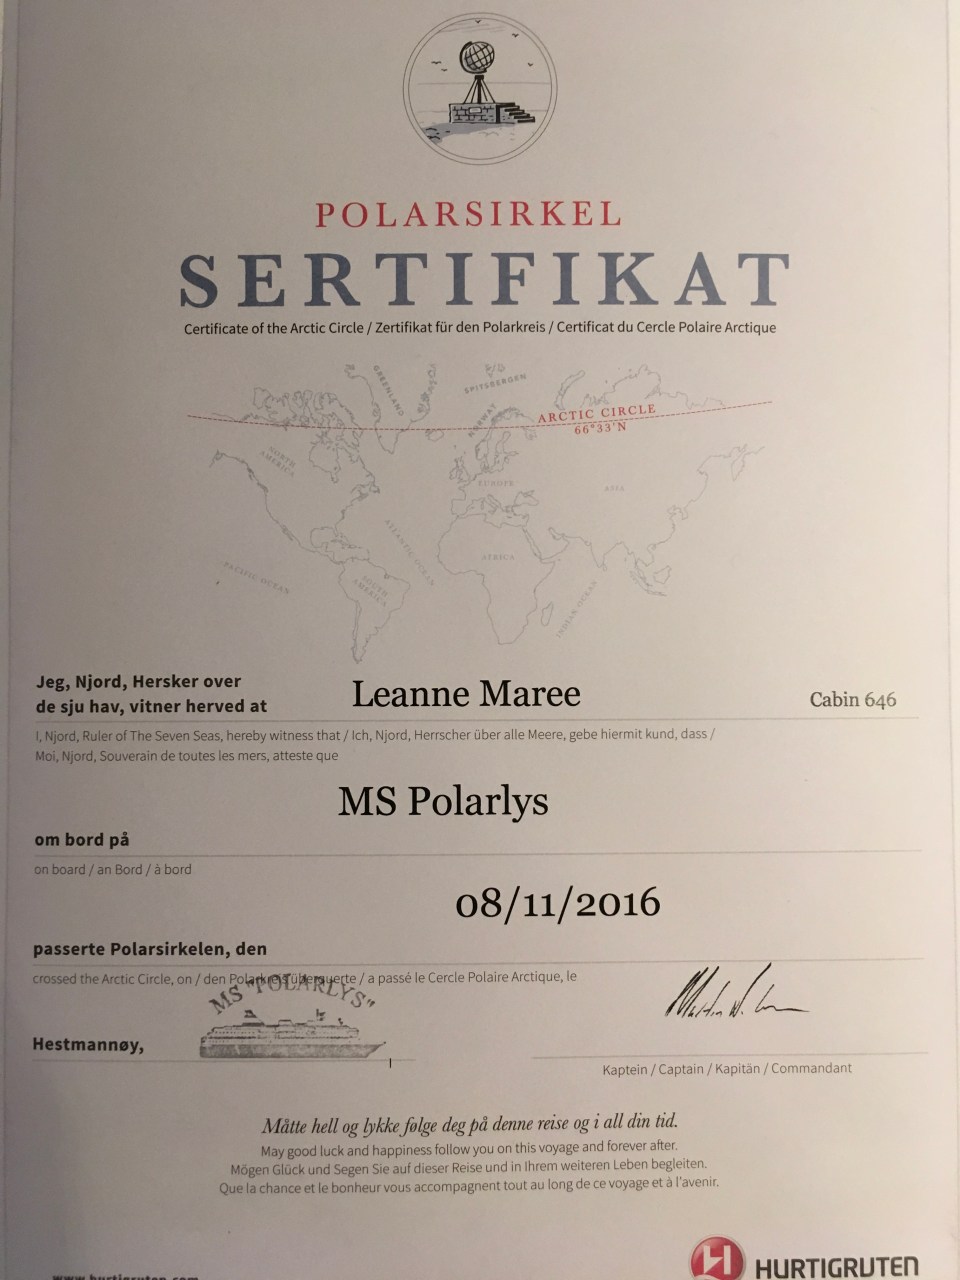 POLARSIRKEL
SERTIFIKAT
Certificate of the Arctic Circle / Zertifikat für den Polarkreis / Certificat du Cercle Polaire Arctique
GREENLAND
SPITSBERGEN
NORWAY
ARCTIC CIRCLE
66°33'N
NORTH
AMERICA
EUROPE
ASIA
ATLANTIC OCEAN
AFRICA
PACIFIC OCEAN
SOUTH
AMERICA
INDIAN OCEAN
Jeg, Njord, Hersker over
de sju hav, vitner herved at
Leanne Maree
Cabin 646
I, Njord, Ruler of The Seven Seas, hereby witness that / Ich, Njord, Herrscher über alle Meere, gebe hiermit kund, dass /
Moi, Njord, Souverain de toutes les mers, atteste que
MS Polarlys
om bord på
on board / an Bord / à bord
08/11/2016
passerte Polarsirkelen, den
crossed the Arctic Circle, on / den Polarkreis überquerte / a passé le Cercle Polaire Arctique, le
MS "POLARLYS"
Hestmannøy,
Kaptein / Captain / Kapitän / Commandant
Måtte hell og lykke følge deg på denne reise og i all din tid.
May good luck and happiness follow you on this voyage and forever after.
Mögen Glück und Segen Sie auf dieser Reise und in Ihrem weiteren Leben begleiten.
Que la chance et le bonheur vous accompagnent tout au long de ce voyage et à l'avenir.
www.hurtigruten.com
HURTIGRUTEN